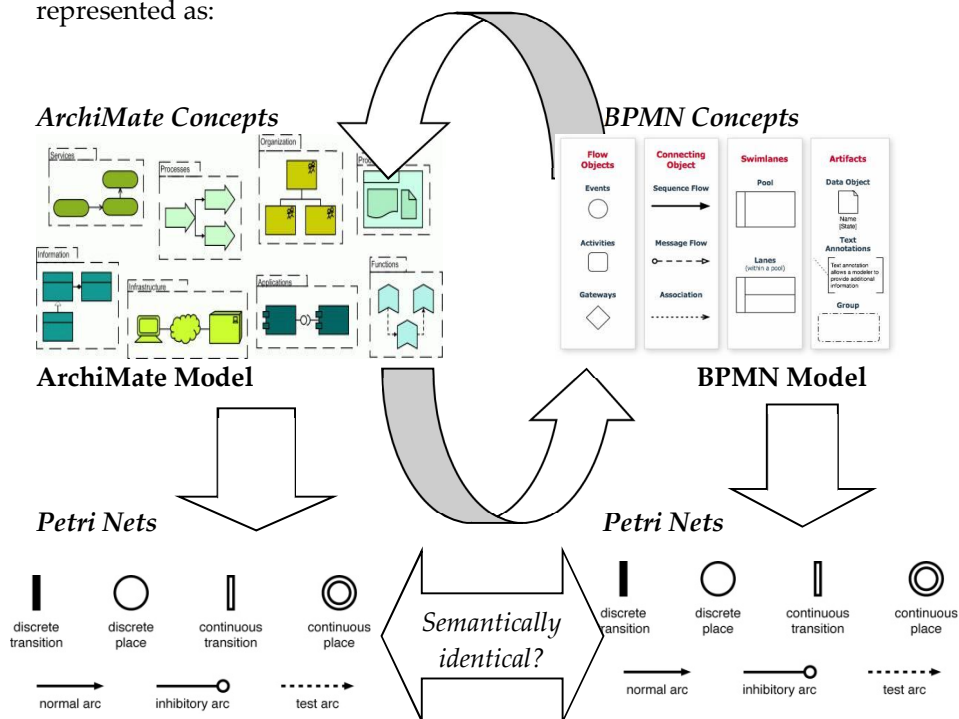 represented as:
ArchiMate Concepts
BPMN Concepts
Services
Processes
Organization
Information
Infrastructure
Applications
Functions
Flow
Objects
Events
Activities
Gateways
Connecting
Object
Sequence Flow
Message Flow
Association
Swimlanes
Pool
Lanes
(within a pool)
Artifacts
Data Object
Name
[State]
Text
Annotations
Text annotation
allows a modeler to
provide additional
information
Group
ArchiMate Model
BPMN Model
Petri Nets
discrete
transition
discrete
place
continuous
transition
continuous
place
normal arc
inhibitory arc
test arc
Semantically
identical?
Petri Nets
discrete
transition
discrete
place
continuous
transition
continuous
place
normal arc
inhibitory arc
test arc